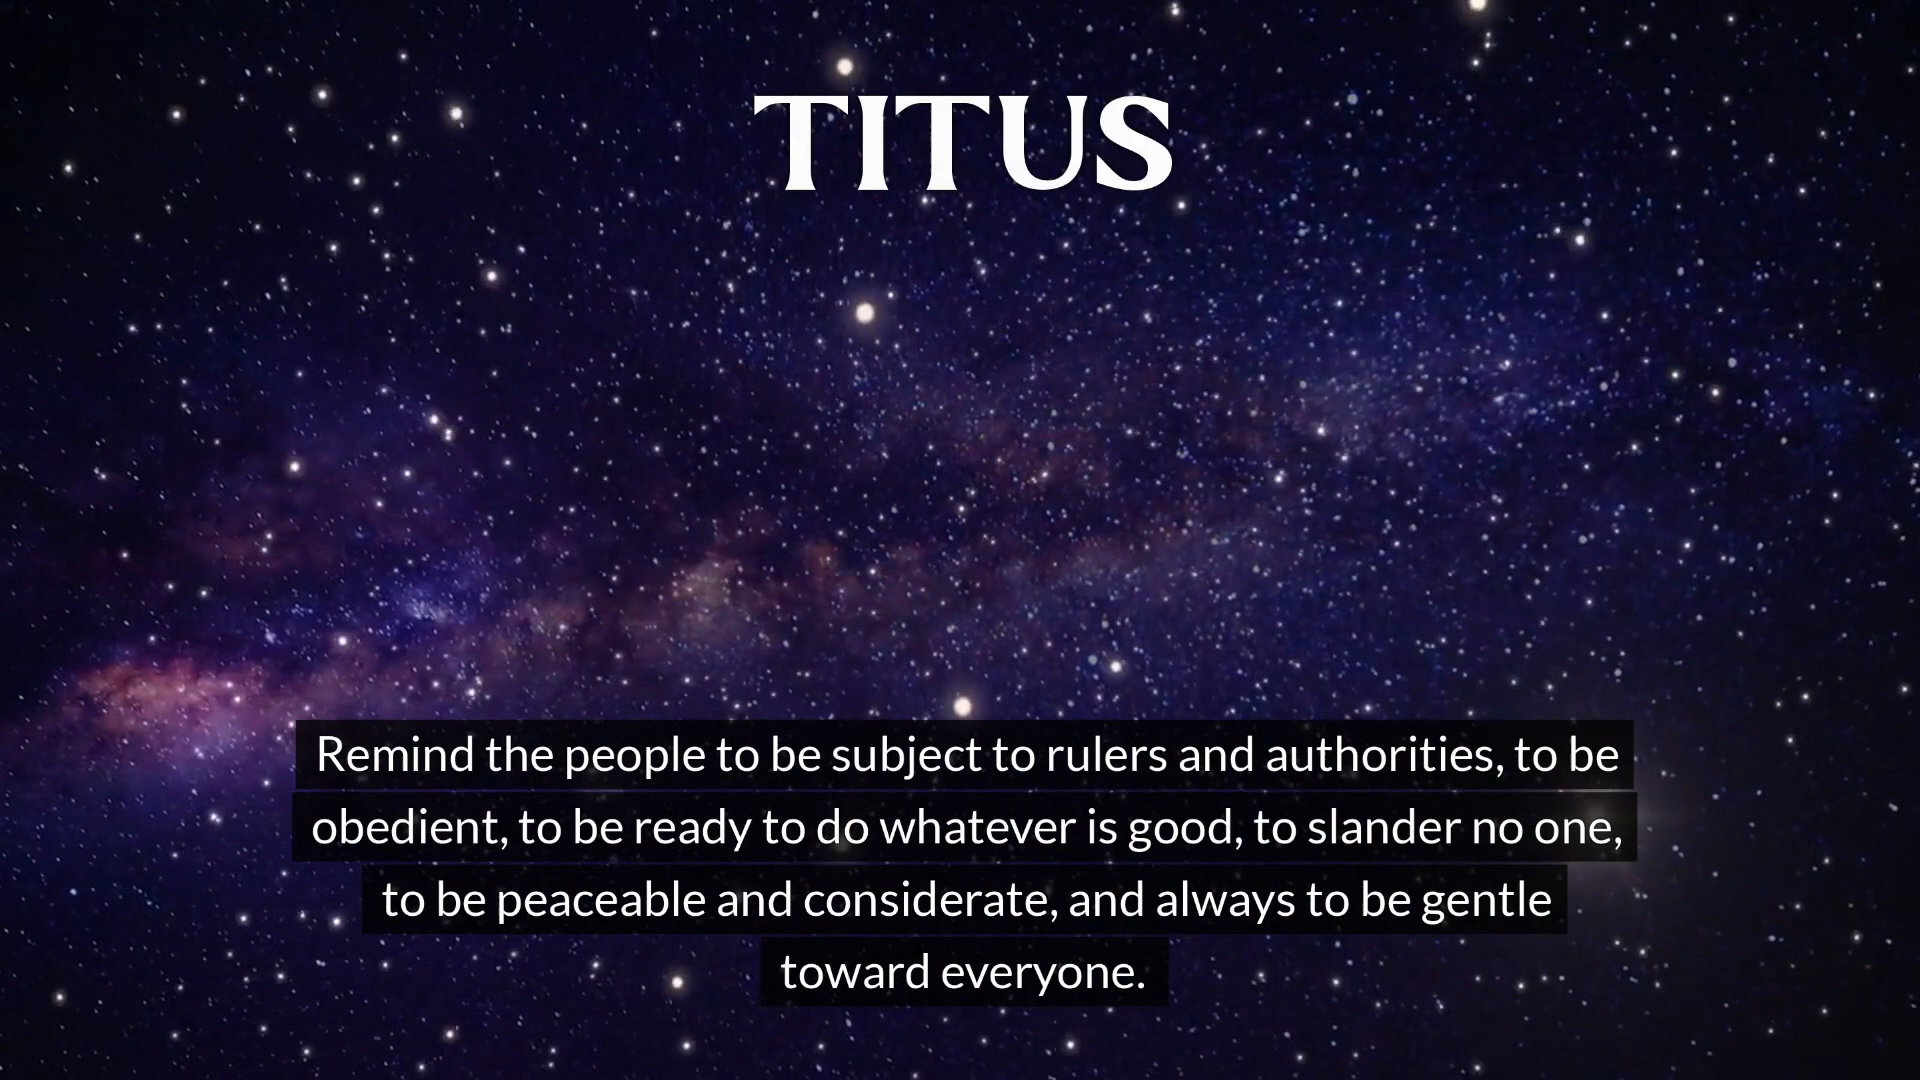 TITUS
Remind the people to be subject to rulers and authorities, to be
obedient, to be ready to do whatever is good, to slander no one,
to be peaceable and considerate, and always to be gentle
toward everyone.